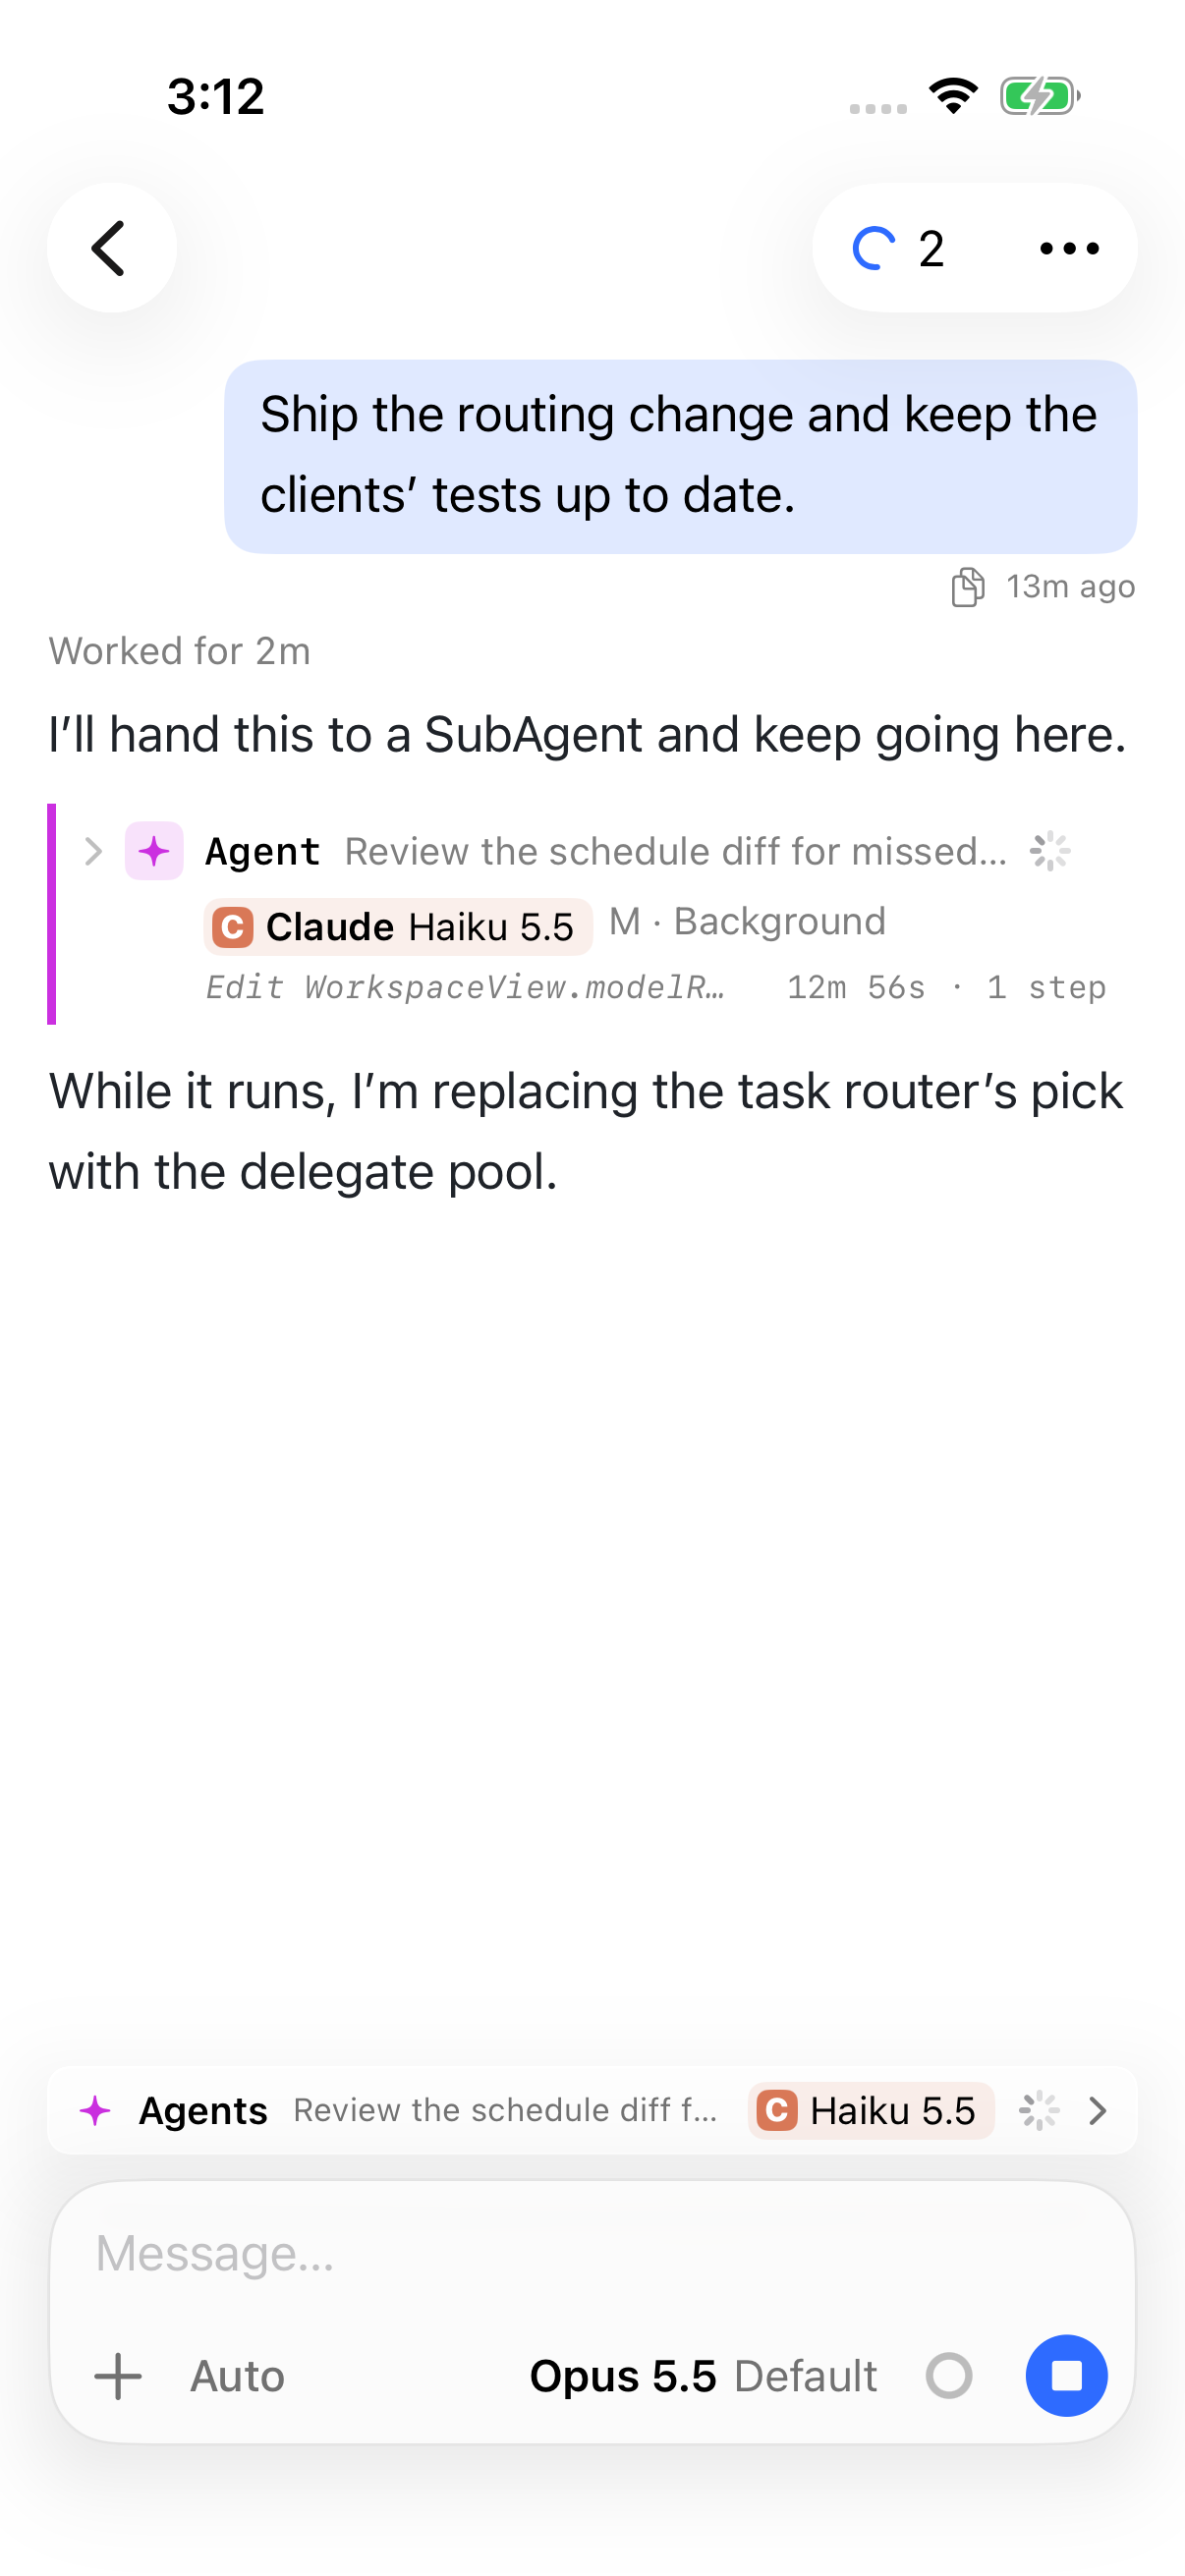 3:12
2
Ship the routing change and keep the
clients’ tests up to date.
13m ago
Worked for 2m
I’ll hand this to a SubAgent and keep going here.
Agent Review the schedule diff for missed...
C Claude Haiku 5.5 M · Background
Edit WorkspaceView.modelR… 12m 56s · 1 step
While it runs, I’m replacing the task router’s pick
with the delegate pool.
Agents Review the schedule diff f... C Haiku 5.5
Message...
Auto Opus 5.5 Default